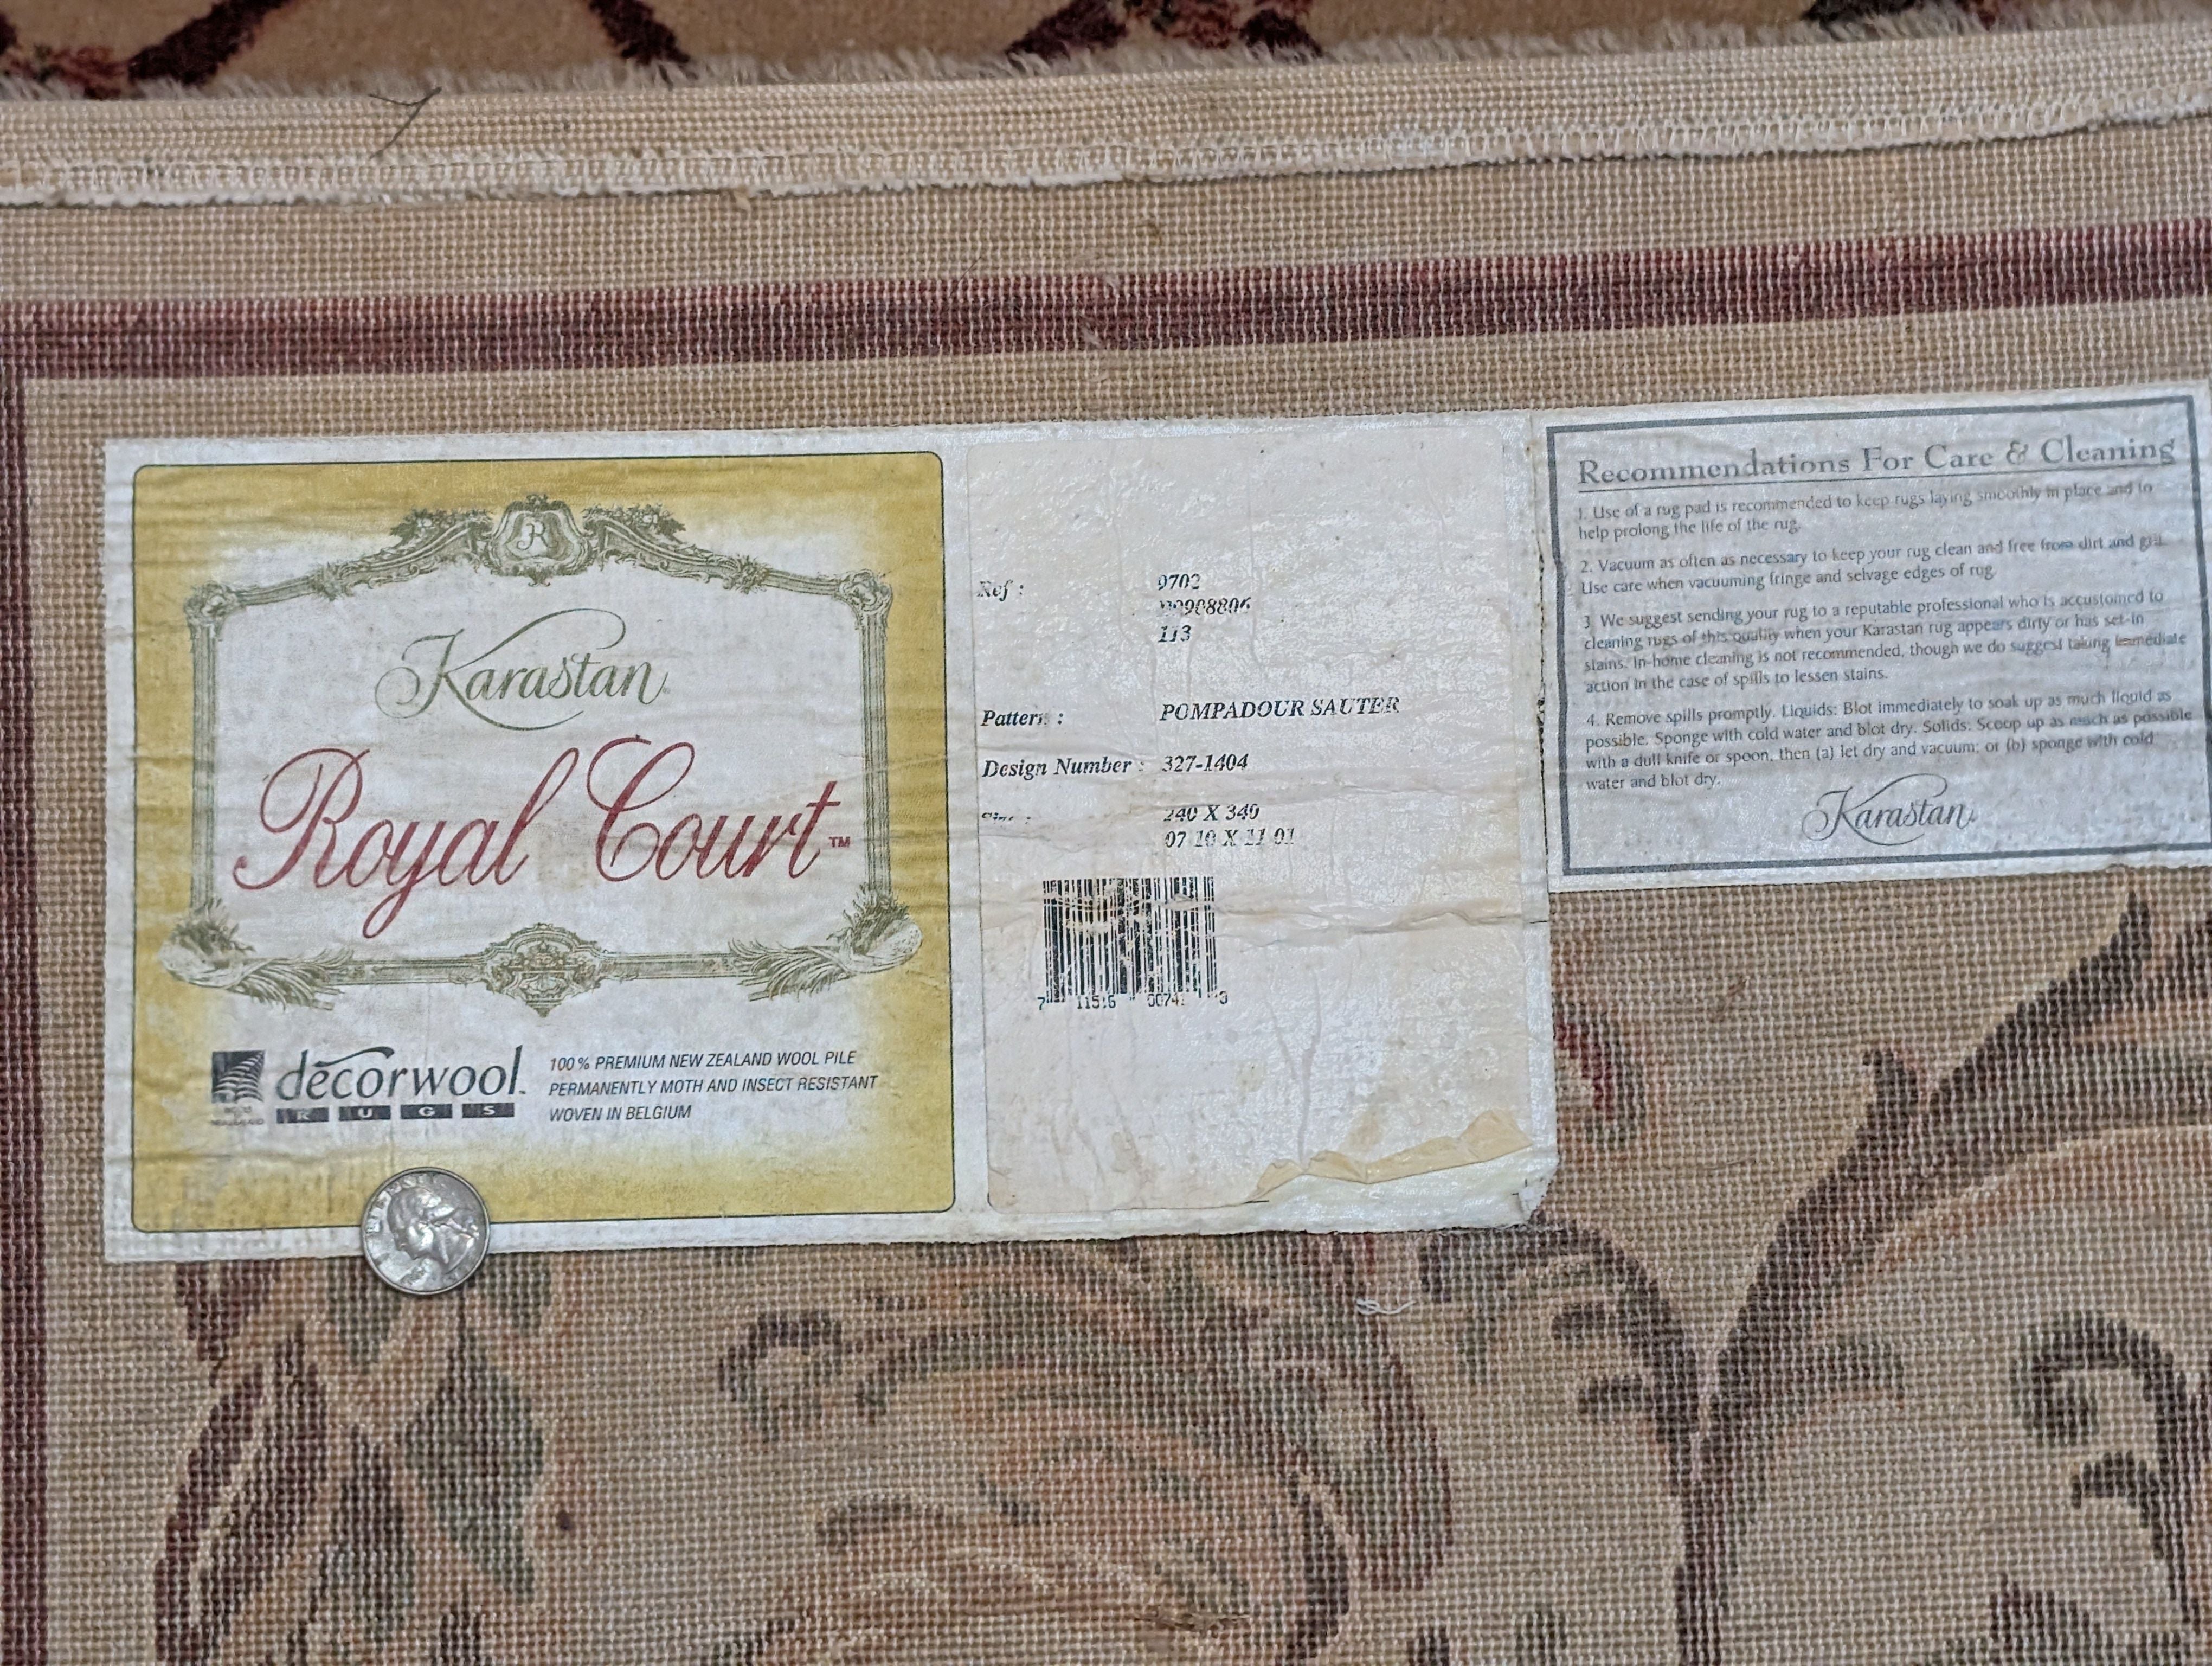 R
Karastan
Royal Court™
décorwool™
RUGS
100% PREMIUM NEW ZEALAND WOOL PILE
PERMANENTLY MOTH AND INSECT RESISTANT
WOVEN IN BELGIUM
Ref :
9702
113
Pattern :
POMPADOUR SAUTER
Design Number :
327-1404
Size :
240 X 340
07 10 X 11 01
Recommendations For Care & Cleaning
1. Use of a rug pad is recommended to keep rugs laying smoothly in place and to
help prolong the life of the rug.
2. Vacuum as often as necessary to keep your rug clean and free from dirt and grit.
Use care when vacuuming fringe and selvage edges of rug.
3 We suggest sending your rug to a reputable professional who is accustomed to
cleaning rugs of this quality when your Karastan rug appears dirty or has set-in
stains. In-home cleaning is not recommended, though we do suggest taking immediate
action in the case of spills to lessen stains.
4. Remove spills promptly. Liquids: Blot immediately to soak up as much liquid as
possible. Sponge with cold water and blot dry. Solids: Scoop up as much as possible
with a dull knife or spoon, then (a) let dry and vacuum; or (b) sponge with cold
water and blot dry.
Karastan